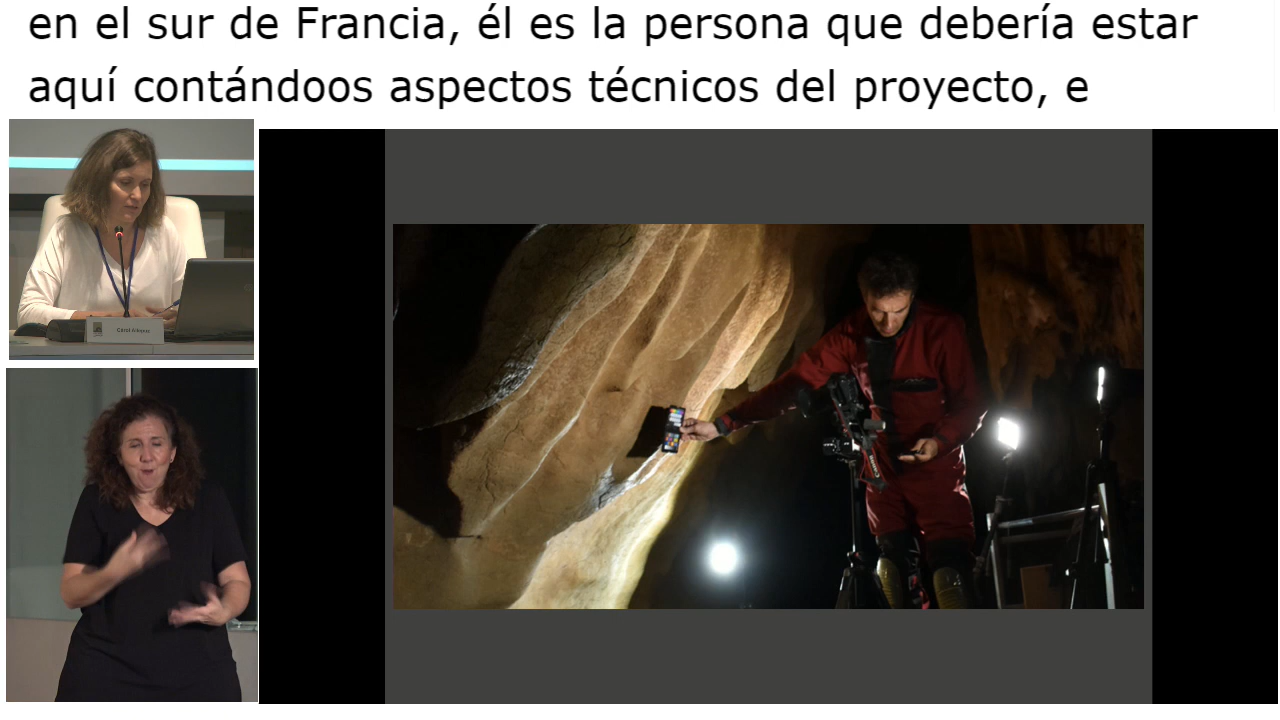 en el sur de Francia, él es la persona que debería estar
aquí contándoos aspectos técnicos del proyecto, e